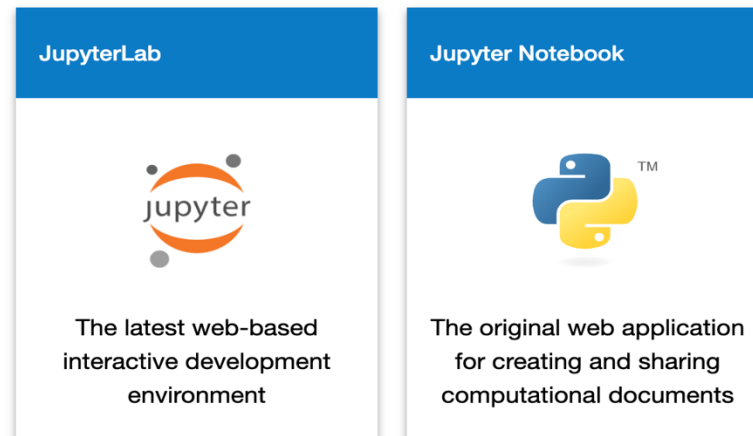 JupyterLab
jupyter
The latest web-based
interactive development
environment
Jupyter Notebook
TM
The original web application
for creating and sharing
computational documents